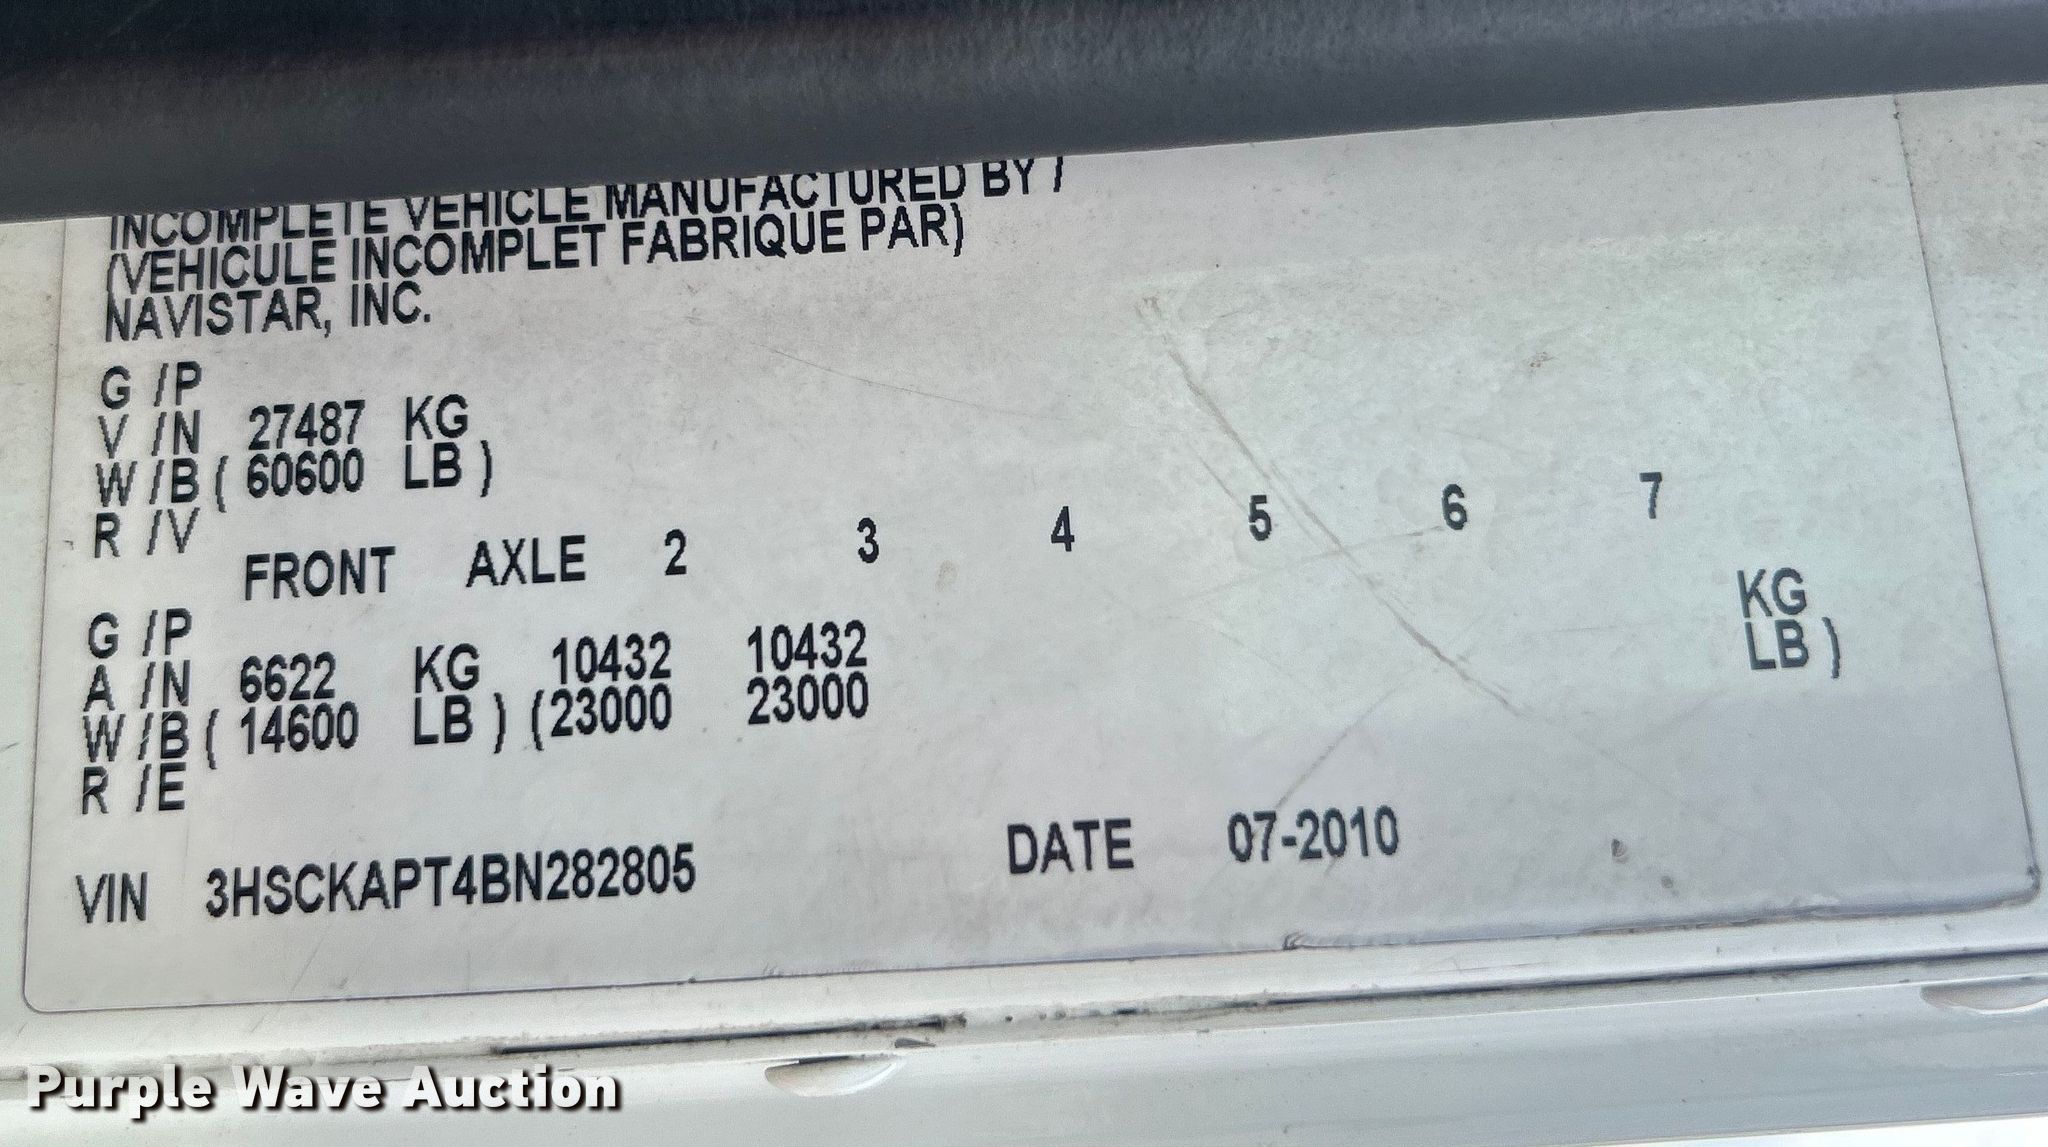 INCOMPLETE VEHICLE MANUFACTURED BY /
(VEHICULE INCOMPLET FABRIQUE PAR)
NAVISTAR, INC.
G /P
V /N 27487 KG
W /B ( 60600 LB )
R /V
FRONT AXLE 2 3 4 5 6 7
G /P
A /N 6622 KG 10432 10432 KG
W /B ( 14600 LB ) (23000 23000 LB )
R /E
VIN 3HSCKAPT4BN282805 DATE 07-2010
Purple Wave Auction